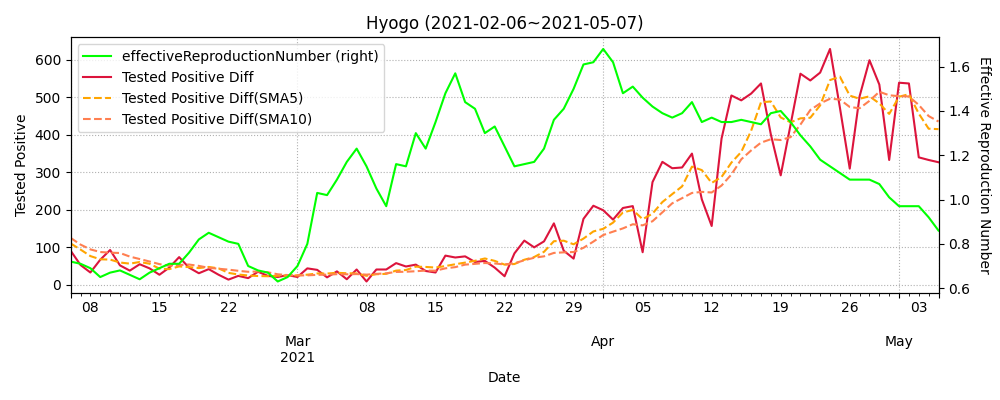 Hyogo (2021-02-06~2021-05-07)
effectiveReproductionNumber (right)
Tested Positive Diff
Tested Positive Diff(SMA5)
Tested Positive Diff(SMA10)
Tested Positive
600
500
400
300
200
100
0
Effective Reproduction Number
1.6
1.4
1.2
1.0
0.8
0.6
08 15 22 08 15 22 29 05 12 19 26 03
Mar Apr May
2021
Date